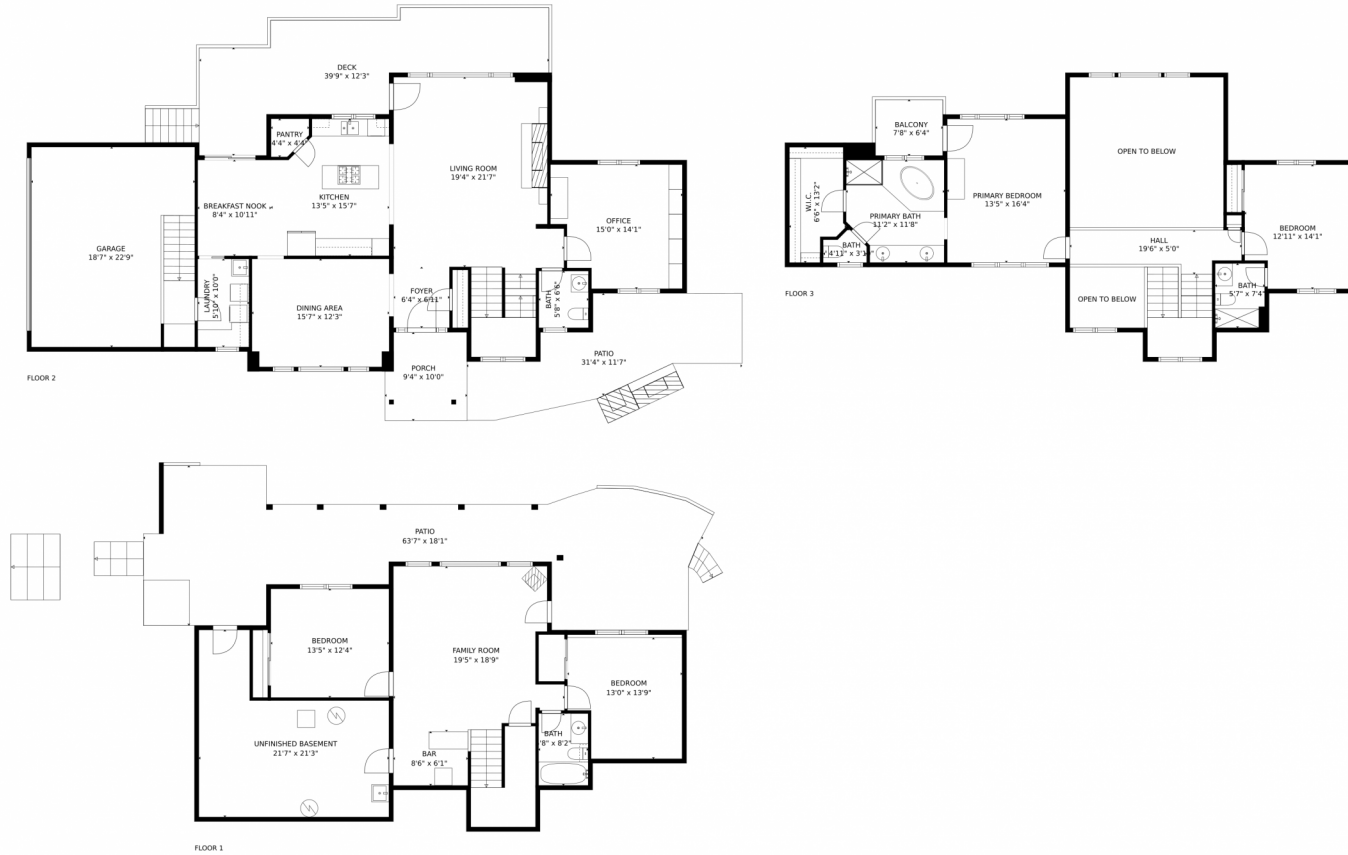 DECK
39'9" x 12'3"
PANTRY
4'4" x 4'4"
LIVING ROOM
19'4" x 21'7"
KITCHEN
13'5" x 15'7"
BREAKFAST NOOK
8'4" x 10'11"
OFFICE
15'0" x 14'1"
GARAGE
18'7" x 22'9"
LAUNDRY
5'10" x 10'0"
FOYER
6'4" x 6'11"
BATH
5'8" x 6'6"
DINING AREA
15'7" x 12'3"
PATIO
31'4" x 11'7"
PORCH
9'4" x 10'0"
FLOOR 2
BALCONY
7'8" x 6'4"
OPEN TO BELOW
W.I.C.
6'6" x 13'2"
PRIMARY BEDROOM
13'5" x 16'4"
PRIMARY BATH
11'2" x 11'8"
BEDROOM
12'11" x 14'1"
HALL
19'6" x 5'0"
BATH
4'11" x
BATH
5'7" x 7'4"
OPEN TO BELOW
FLOOR 3
PATIO
63'7" x 18'1"
BEDROOM
13'5" x 12'4"
FAMILY ROOM
19'5" x 18'9"
BEDROOM
13'0" x 13'9"
UNFINISHED BASEMENT
21'7" x 21'3"
BATH
8" x 8'2"
BAR
8'6" x 6'1"
FLOOR 1